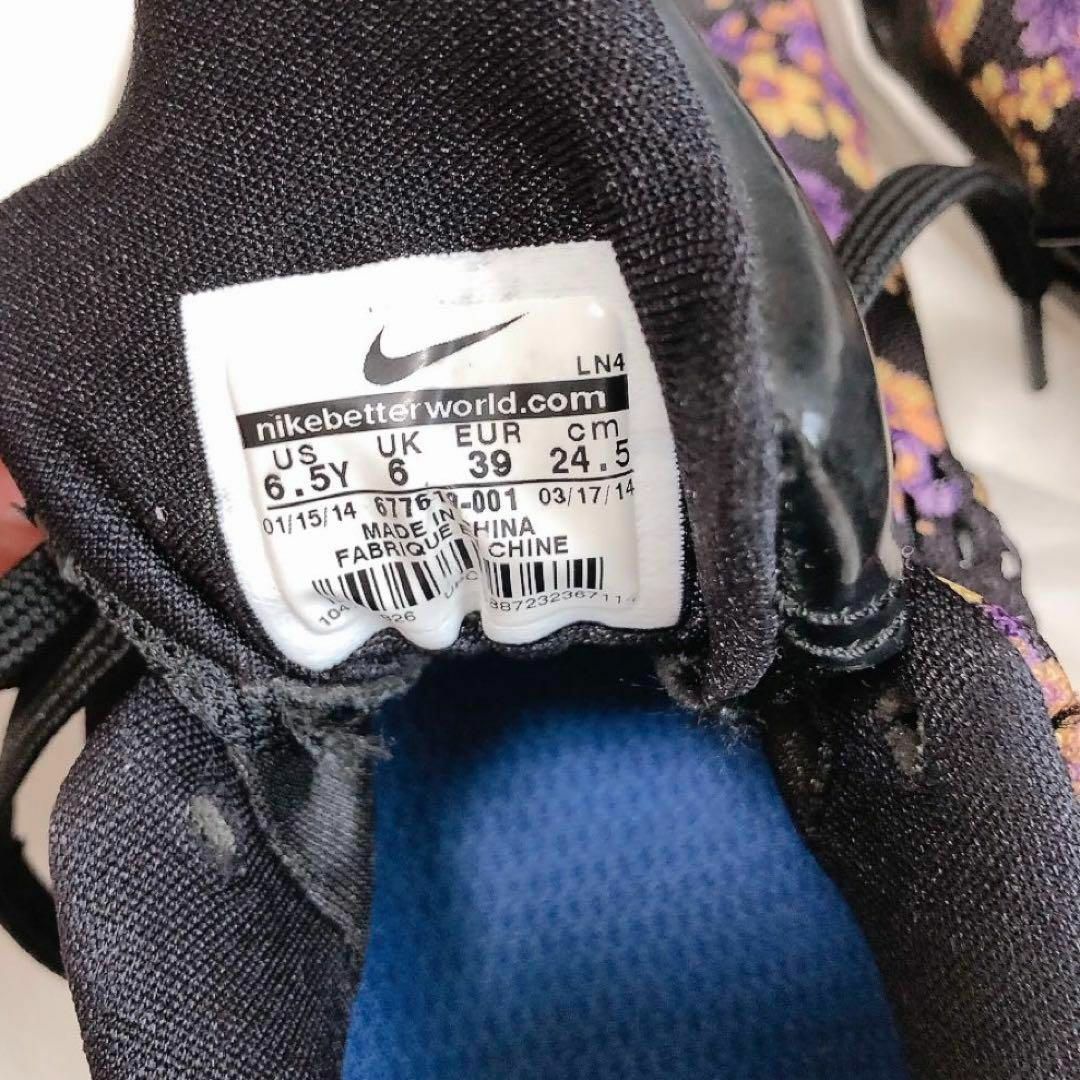 LN4
nikebetterworld.com
US UK EUR cm
6.5Y 6 39 24.5
01/15/14 03/17/14
MADE IN CHINA
FABRIQUE CHINE